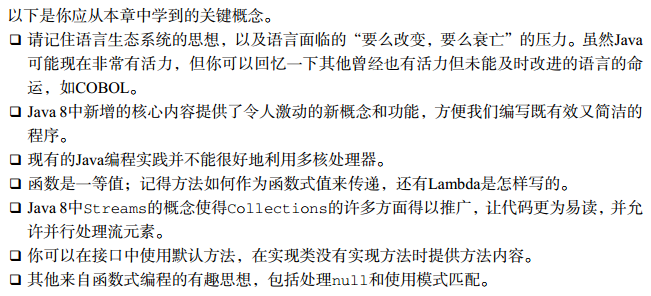 以下是你应从本章中学到的关键概念。
❑ 请记住语言生态系统的思想，以及语言面临的“要么改变，要么衰亡”的压力。虽然Java
可能现在非常有活力，但你可以回忆一下其他曾经也有活力但未能及时改进的语言的命
运，如COBOL。
❑ Java 8中新增的核心内容提供了令人激动的新概念和功能，方便我们编写既有效又简洁的
程序。
❑ 现有的Java编程实践并不能很好地利用多核处理器。
❑ 函数是一等值；记得方法如何作为函数式值来传递，还有Lambda是怎样写的。
❑ Java 8中Streams的概念使得Collections的许多方面得以推广，让代码更为易读，并允
许并行处理流元素。
❑ 你可以在接口中使用默认方法，在实现类没有实现方法时提供方法内容。
❑ 其他来自函数式编程的有趣思想，包括处理null和使用模式匹配。